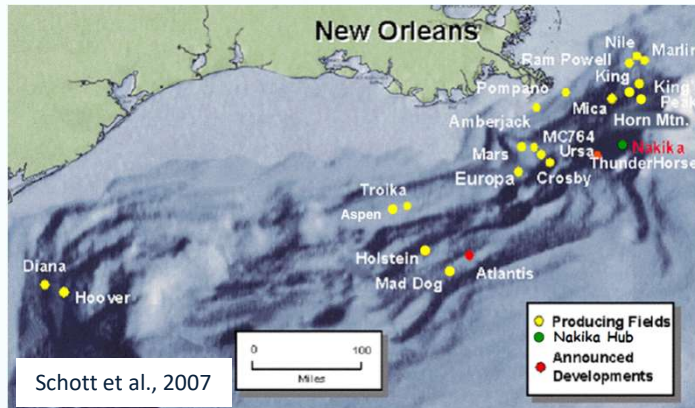 New Orleans
Nile
Marlin
Ram Powell
King
Pompano
King
Peak
Mica
Horn Mtn.
Amberjack
MC764
Mars
Ursa
Nakika
ThunderHorse
Europa
Crosby
Troika
Aspen
Holstein
Mad Dog
Atlantis
Diana
Hoover
0 100
Miles
Producing Fields
Nakika Hub
Announced
Developments
Schott et al., 2007